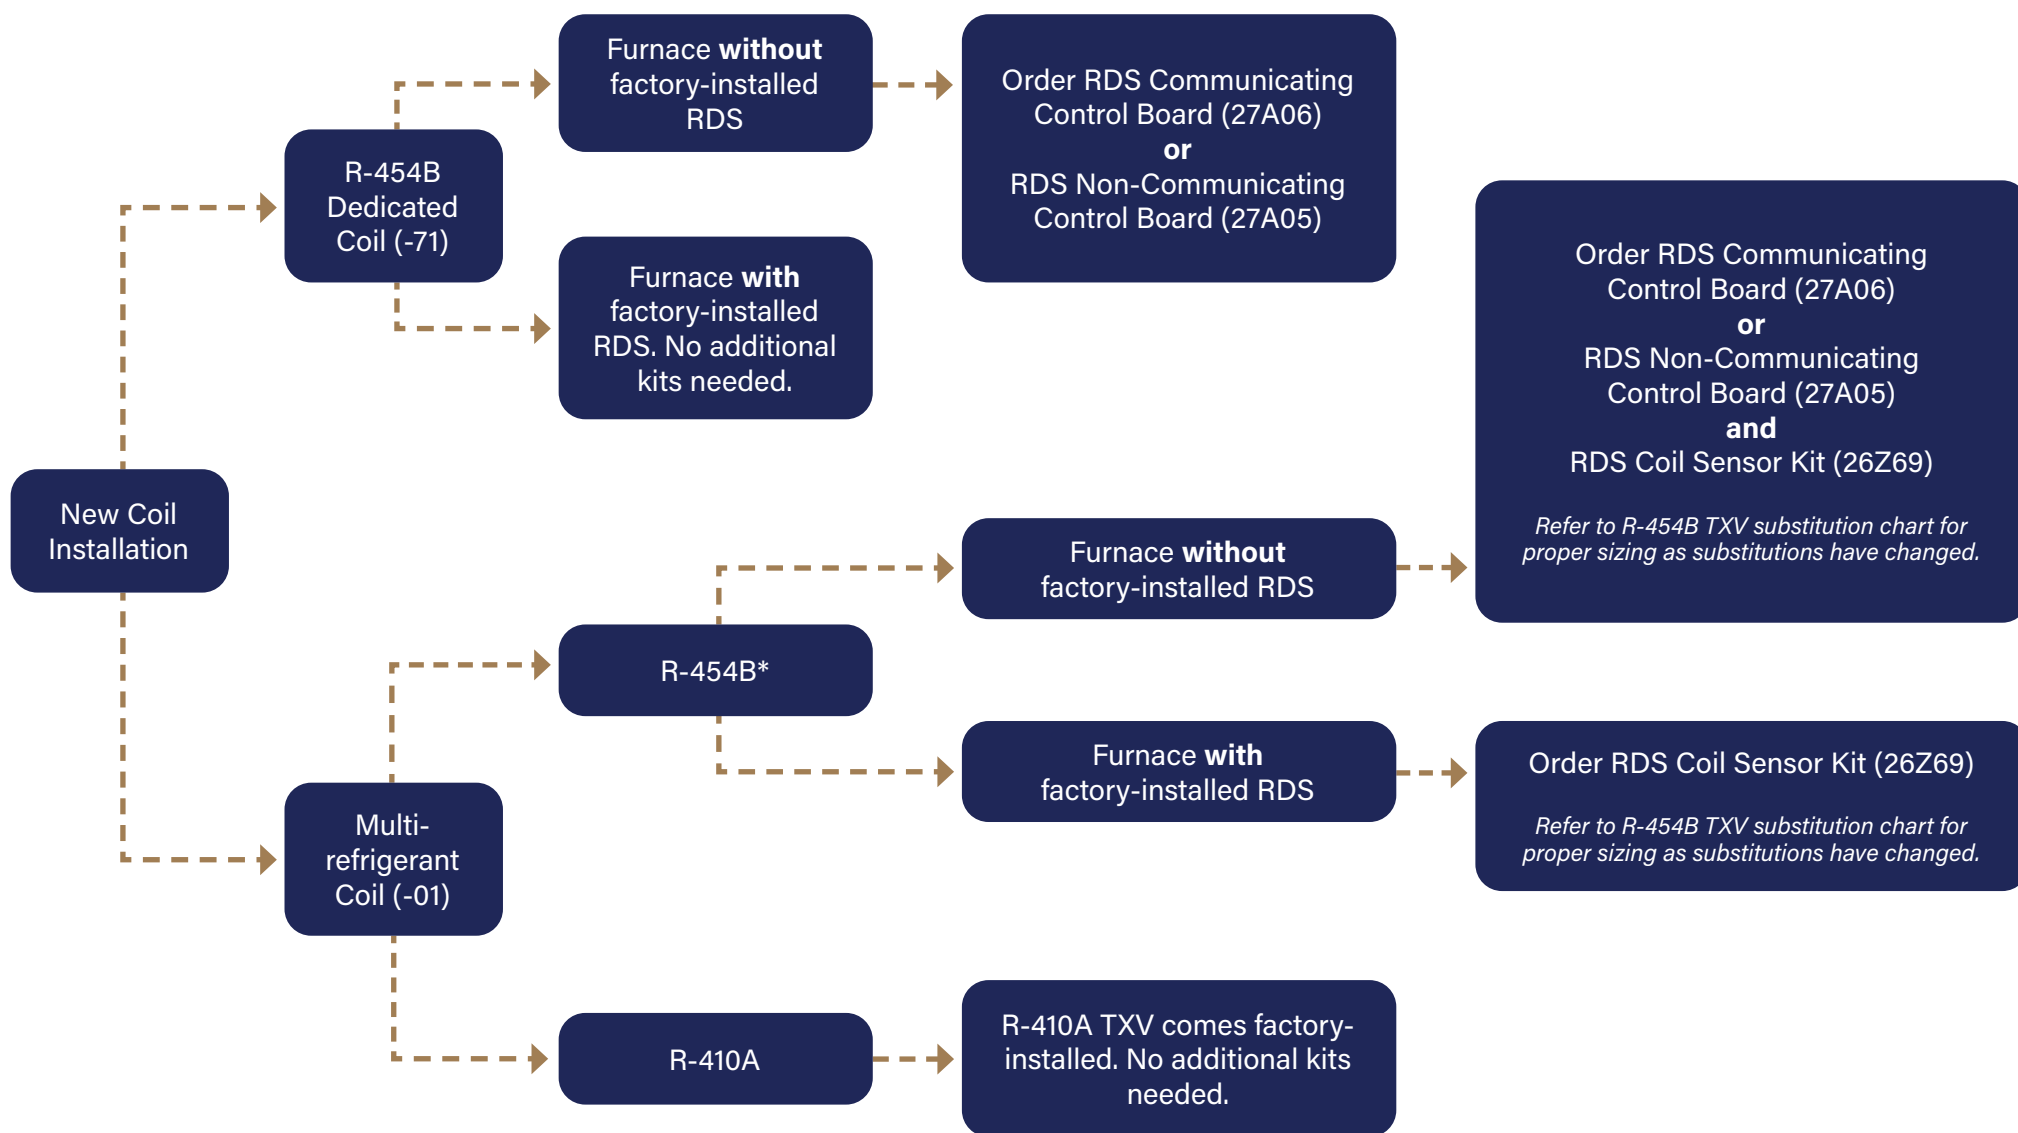 New Coil
Installation
R-454B
Dedicated
Coil (-71)
Furnace without
factory-installed
RDS
Order RDS Communicating
Control Board (27A06)
or
RDS Non-Communicating
Control Board (27A05)
Furnace with
factory-installed
RDS. No additional
kits needed.
Multi-
refrigerant
Coil (-01)
R-454B*
Furnace without
factory-installed RDS
Order RDS Communicating
Control Board (27A06)
or
RDS Non-Communicating
Control Board (27A05)
and
RDS Coil Sensor Kit (26Z69)
Refer to R-454B TXV substitution chart for
proper sizing as substitutions have changed.
Furnace with
factory-installed RDS
Order RDS Coil Sensor Kit (26Z69)
Refer to R-454B TXV substitution chart for
proper sizing as substitutions have changed.
R-410A
R-410A TXV comes factory-
installed. No additional kits
needed.